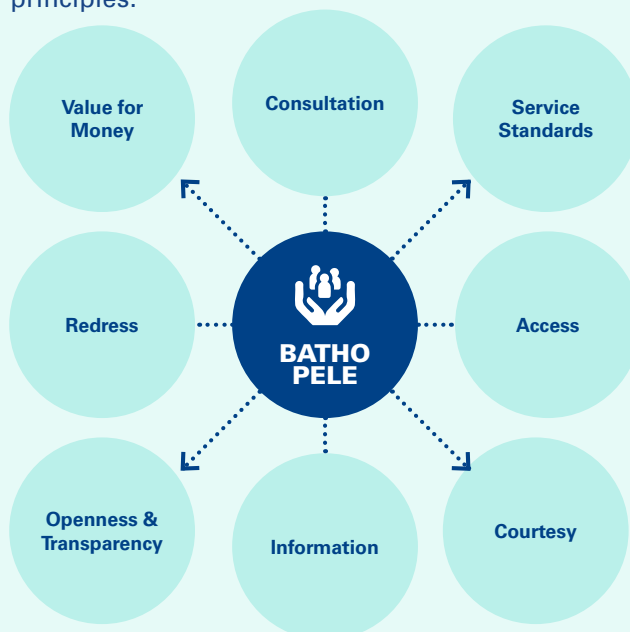 principles:
Value for
Money
Consultation
Service
Standards
Redress
BATHO
PELE
Access
Openness &
Transparency
Information
Courtesy